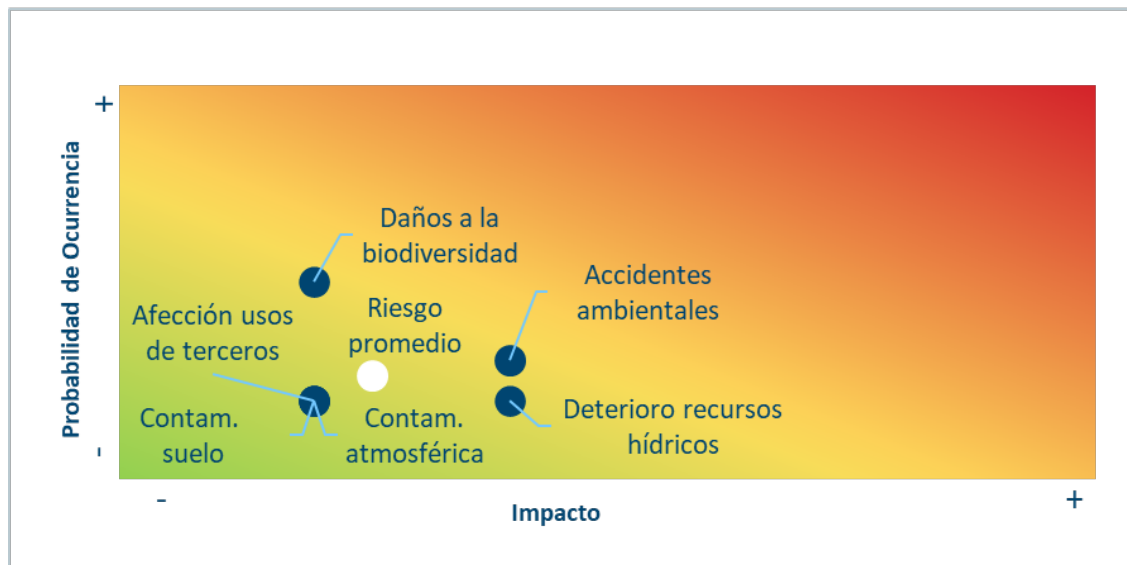 +
Probabilidad de Ocurrencia
-
Daños a la
biodiversidad
Accidentes
ambientales
Afección usos
de terceros
Riesgo
promedio
Contam.
suelo
Contam.
atmosférica
Deterioro recursos
hídricos
-
Impacto
+